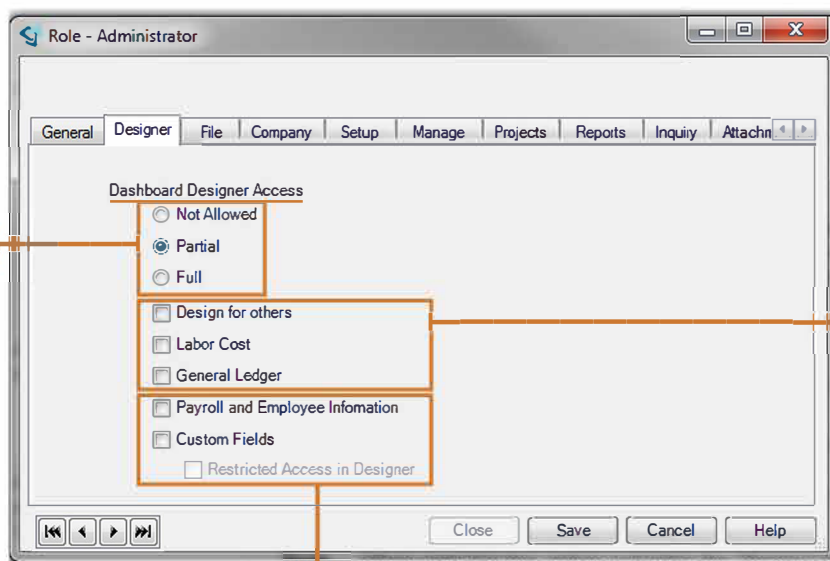 Role - Administrator
General Designer File Company Setup Manage Projects Reports Inquiry Attachm
Dashboard Designer Access
Not Allowed
Partial
Full
Design for others
Labor Cost
General Ledger
Payroll and Employee Infomation
Custom Fields
Restricted Access in Designer
Close Save Cancel Help